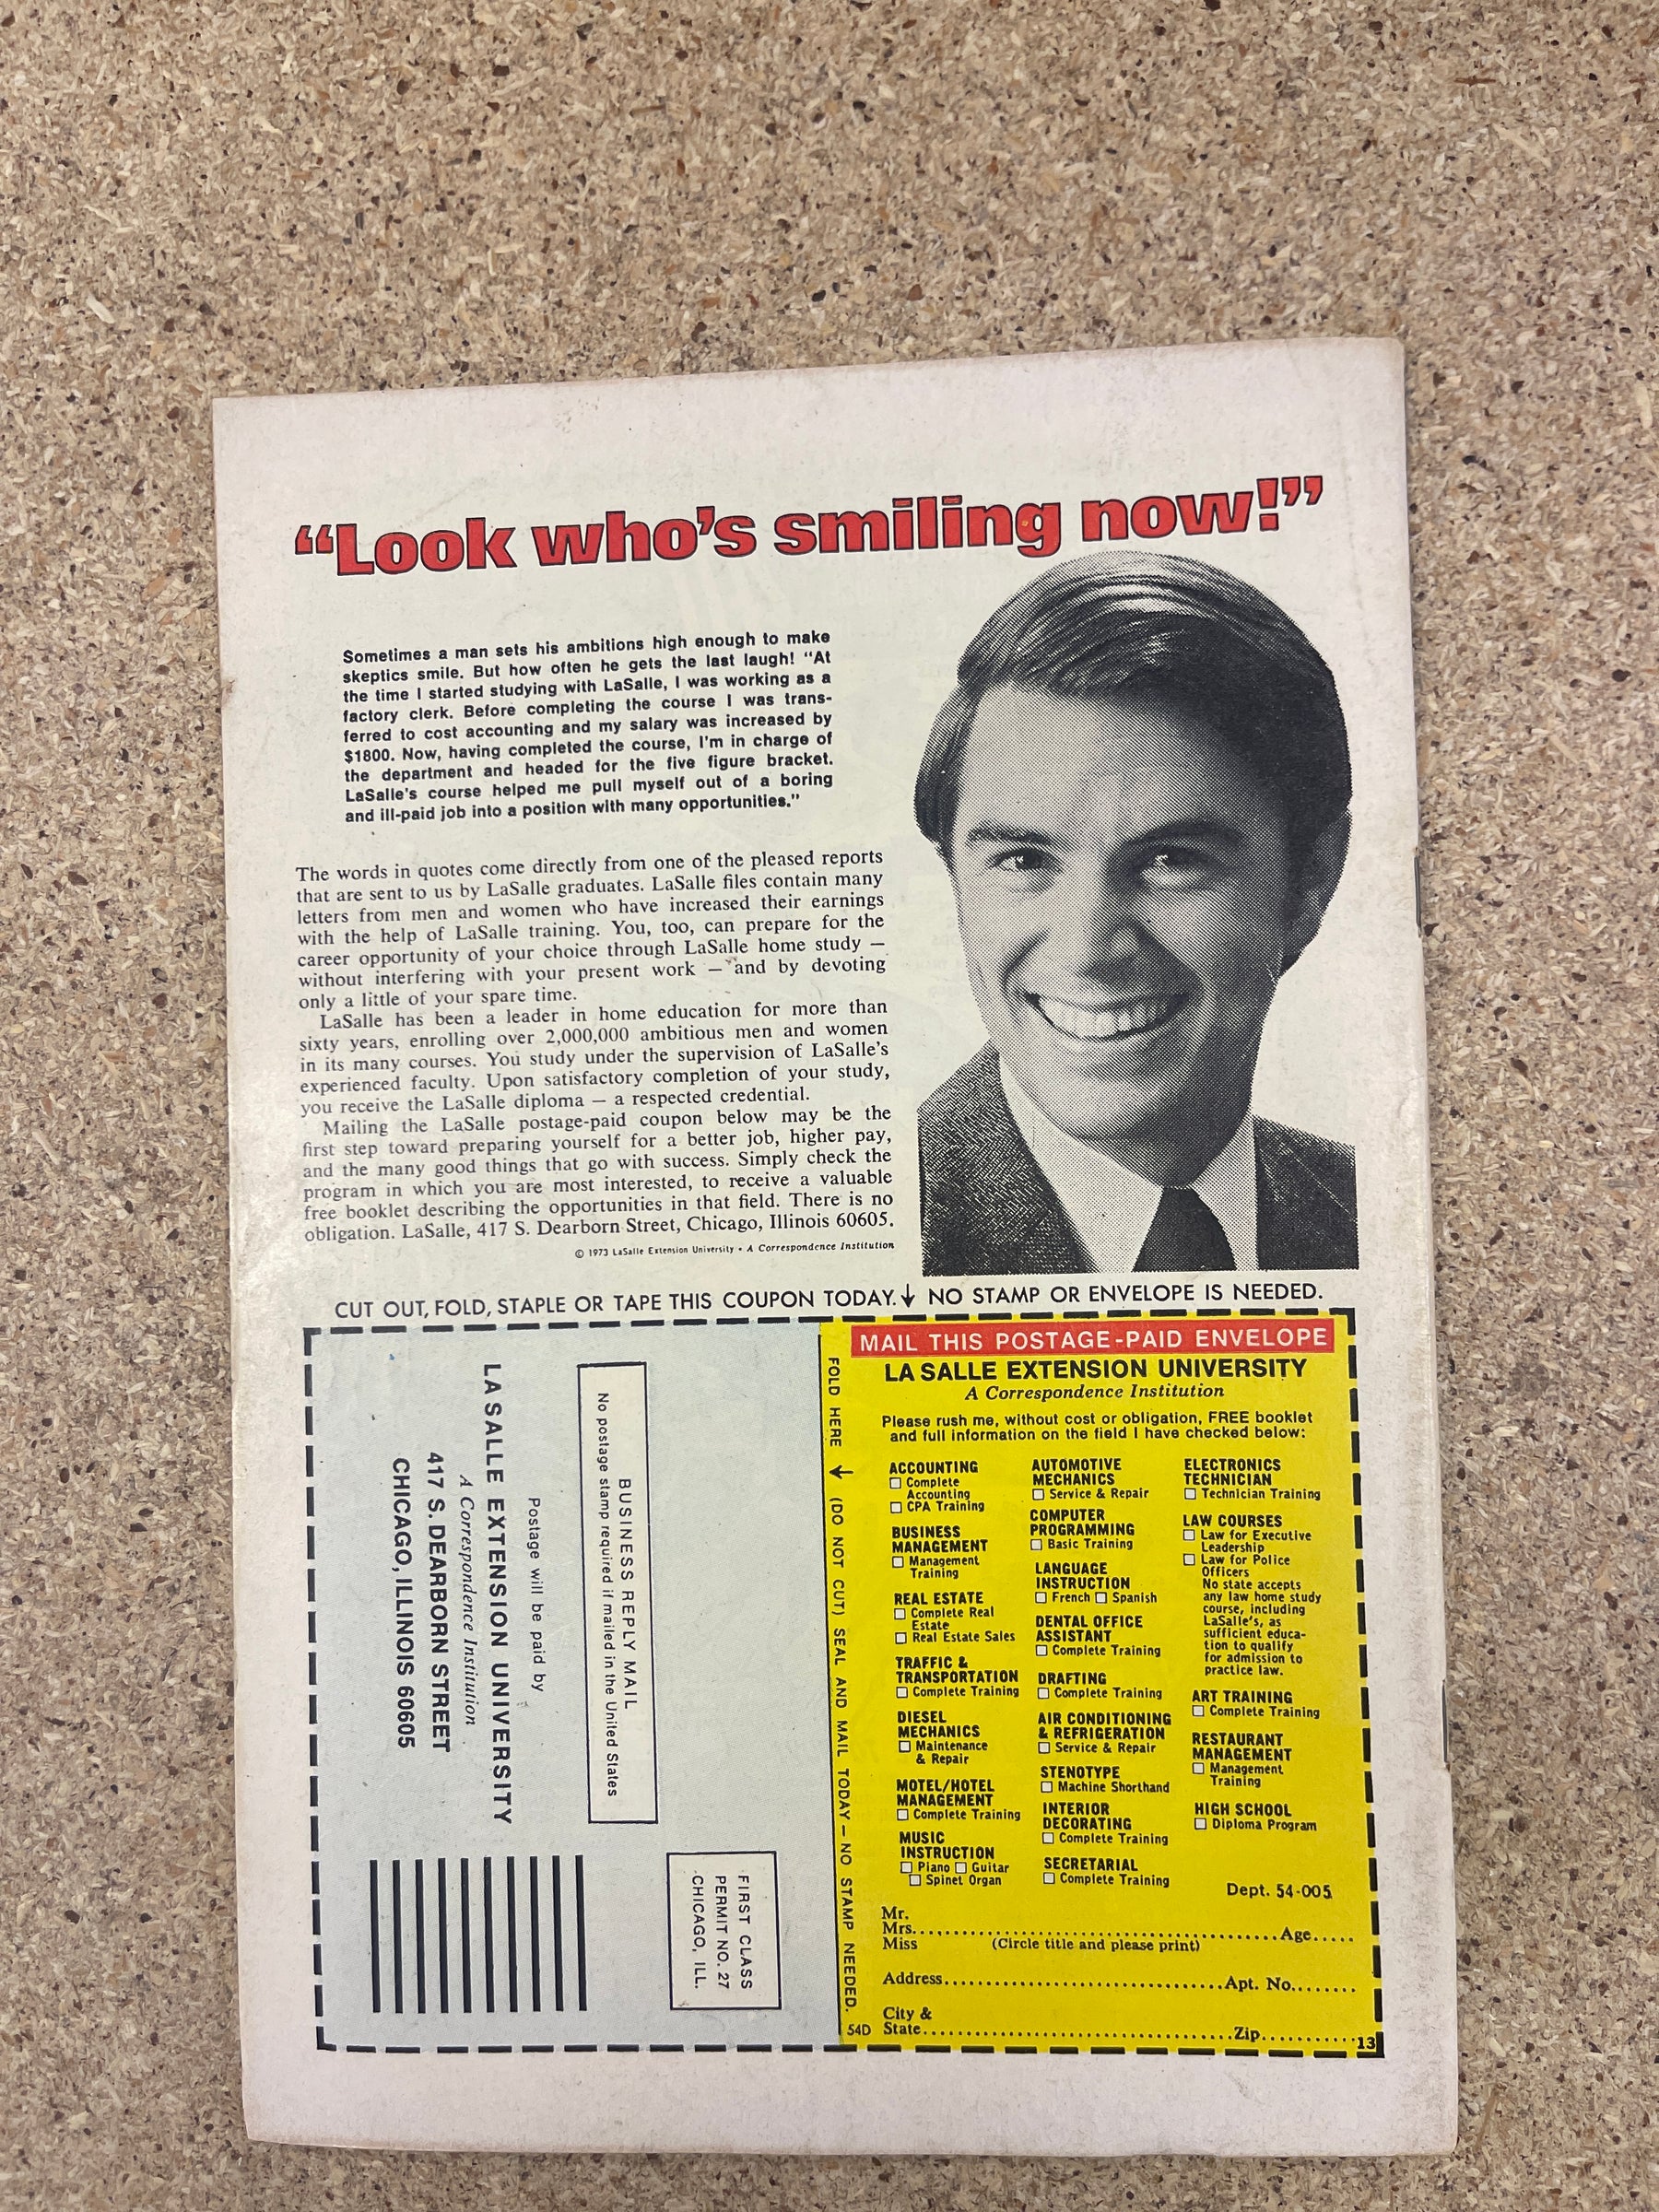 “Look who’s smiling now!”
Sometimes a man sets his ambitions high enough to make
skeptics smile. But how often he gets the last laugh! “At
the time I started studying with LaSalle, I was working as a
factory clerk. Before completing the course I was trans-
ferred to cost accounting and my salary was increased by
$1800. Now, having completed the course, I’m in charge of
the department and headed for the five figure bracket.
LaSalle’s course helped me pull myself out of a boring
and ill-paid job into a position with many opportunities.”
The words in quotes come directly from one of the pleased reports
that are sent to us by LaSalle graduates. LaSalle files contain many
letters from men and women who have increased their earnings
with the help of LaSalle training. You, too, can prepare for the
career opportunity of your choice through LaSalle home study —
without interfering with your present work — and by devoting
only a little of your spare time.
LaSalle has been a leader in home education for more than
sixty years, enrolling over 2,000,000 ambitious men and women
in its many courses. You study under the supervision of LaSalle’s
experienced faculty. Upon satisfactory completion of your study,
you receive the LaSalle diploma — a respected credential.
Mailing the LaSalle postage-paid coupon below may be the
first step toward preparing yourself for a better job, higher pay,
and the many good things that go with success. Simply check the
program in which you are most interested, to receive a valuable
free booklet describing the opportunities in that field. There is no
obligation. LaSalle, 417 S. Dearborn Street, Chicago, Illinois 60605.
© 1973 LaSalle Extension University • A Correspondence Institution
CUT OUT, FOLD, STAPLE OR TAPE THIS COUPON TODAY. ↓ NO STAMP OR ENVELOPE IS NEEDED.
FIRST CLASS
PERMIT NO. 27
CHICAGO, ILL.
BUSINESS REPLY MAIL
No postage stamp required if mailed in the United States
Postage will be paid by
LA SALLE EXTENSION UNIVERSITY
A Correspondence Institution
417 S. DEARBORN STREET
CHICAGO, ILLINOIS 60605
FOLD HERE ↓ (DO NOT CUT) SEAL AND MAIL TODAY — NO STAMP NEEDED.
54D
MAIL THIS POSTAGE-PAID ENVELOPE
LA SALLE EXTENSION UNIVERSITY
A Correspondence Institution
Please rush me, without cost or obligation, FREE booklet
and full information on the field I have checked below:
ACCOUNTING
☐ Complete
Accounting
☐ CPA Training
BUSINESS
MANAGEMENT
☐ Management
Training
REAL ESTATE
☐ Complete Real
Estate
☐ Real Estate Sales
TRAFFIC &
TRANSPORTATION
☐ Complete Training
DIESEL
MECHANICS
☐ Maintenance
& Repair
MOTEL/HOTEL
MANAGEMENT
☐ Complete Training
MUSIC
INSTRUCTION
☐ Piano ☐ Guitar
☐ Spinet Organ
AUTOMOTIVE
MECHANICS
☐ Service & Repair
COMPUTER
PROGRAMMING
☐ Basic Training
LANGUAGE
INSTRUCTION
☐ French ☐ Spanish
DENTAL OFFICE
ASSISTANT
☐ Complete Training
DRAFTING
☐ Complete Training
AIR CONDITIONING
& REFRIGERATION
☐ Service & Repair
STENOTYPE
☐ Machine Shorthand
INTERIOR
DECORATING
☐ Complete Training
SECRETARIAL
☐ Complete Training
ELECTRONICS
TECHNICIAN
☐ Technician Training
LAW COURSES
☐ Law for Executive
Leadership
☐ Law for Police
Officers
No state accepts
any law home study
course, including
LaSalle’s, as
sufficient educa-
tion to qualify
for admission to
practice law.
ART TRAINING
☐ Complete Training
RESTAURANT
MANAGEMENT
☐ Management
Training
HIGH SCHOOL
☐ Diploma Program
Dept. 54-005
Mr.
Mrs. Age
Miss (Circle title and please print)
Address Apt. No.
City &
State Zip
13